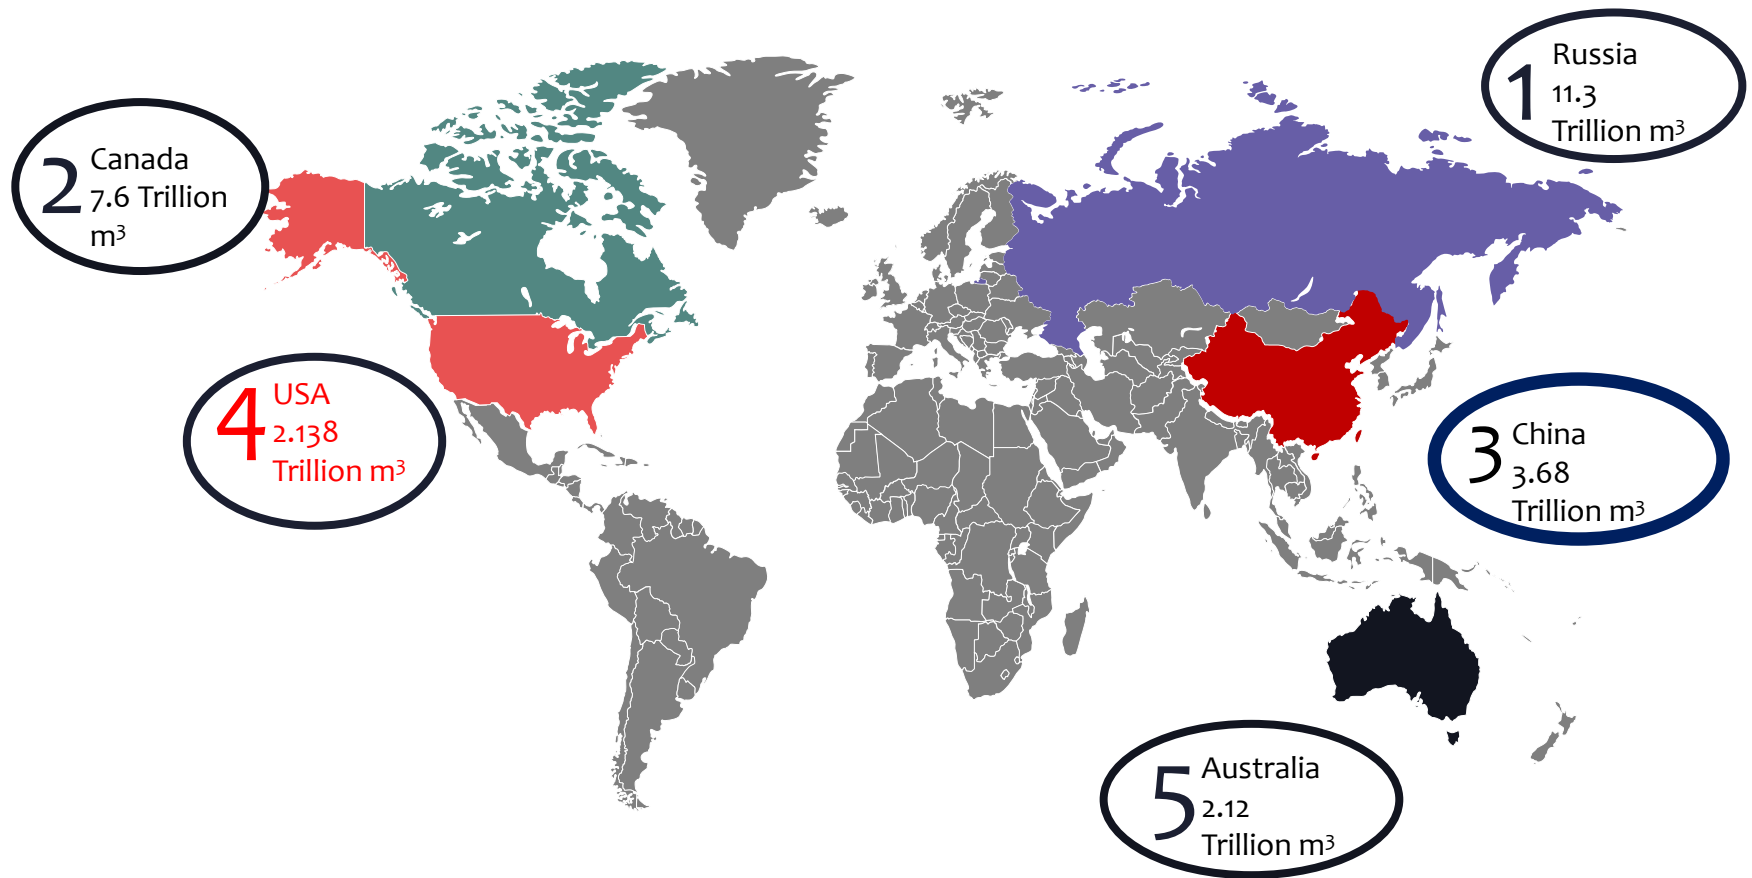 1 Russia
11.3
Trillion m³
2 Canada
7.6 Trillion
m³
4 USA
2.138
Trillion m³
3 China
3.68
Trillion m³
5 Australia
2.12
Trillion m³